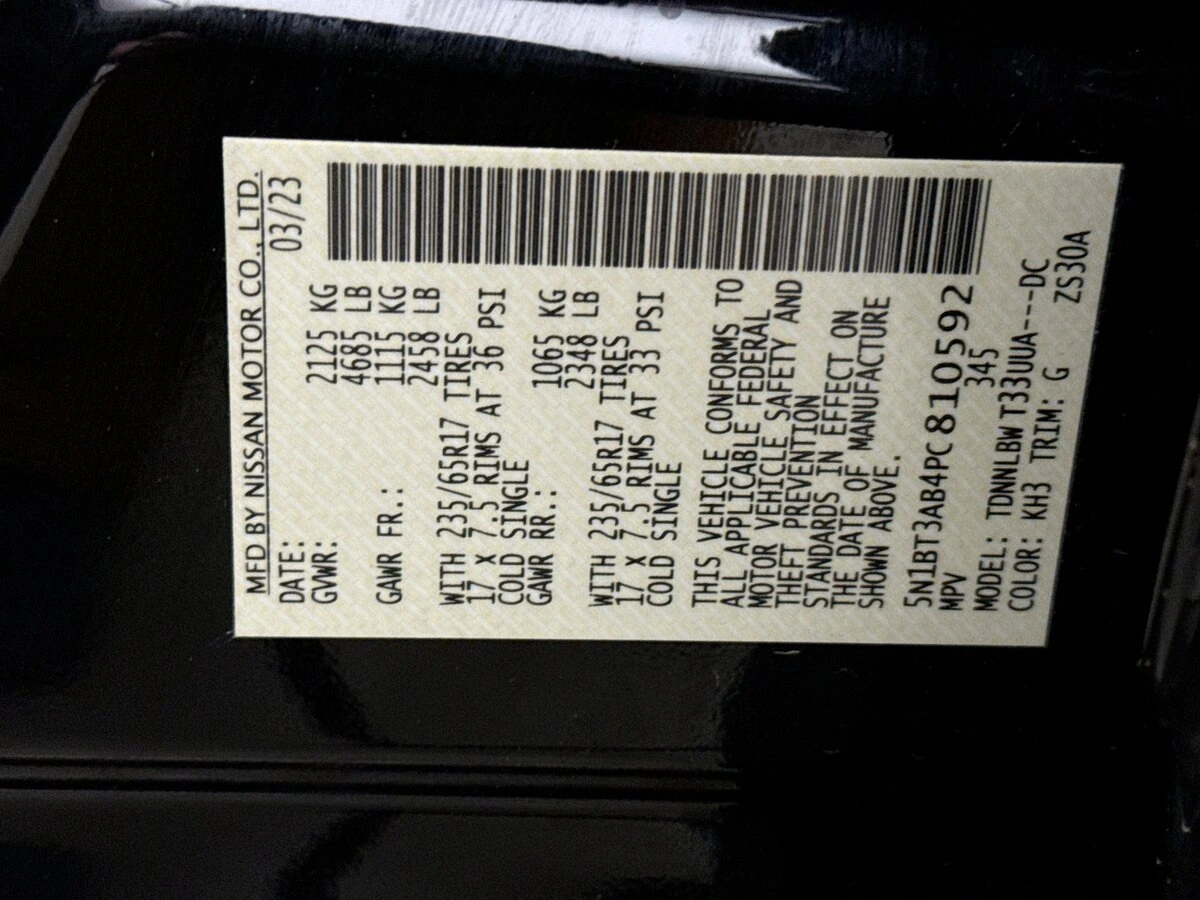 MFD BY NISSAN MOTOR CO., LTD.
DATE: 03/23
GVWR: 2125 KG
4685 LB
GAWR FR.: 1115 KG
2458 LB
WITH 235/65R17 TIRES
17 X 7.5 RIMS AT 36 PSI
COLD SINGLE
GAWR RR.: 1065 KG
2348 LB
WITH 235/65R17 TIRES
17 X 7.5 RIMS AT 33 PSI
COLD SINGLE
THIS VEHICLE CONFORMS TO
ALL APPLICABLE FEDERAL
MOTOR VEHICLE SAFETY AND
THEFT PREVENTION
STANDARDS IN EFFECT ON
THE DATE OF MANUFACTURE
SHOWN ABOVE.
5N1BT3AB4PC8105592
MPV 345
MODEL: TDNNLBW T33UUA---DC
COLOR: KH3 TRIM: G ZS30A